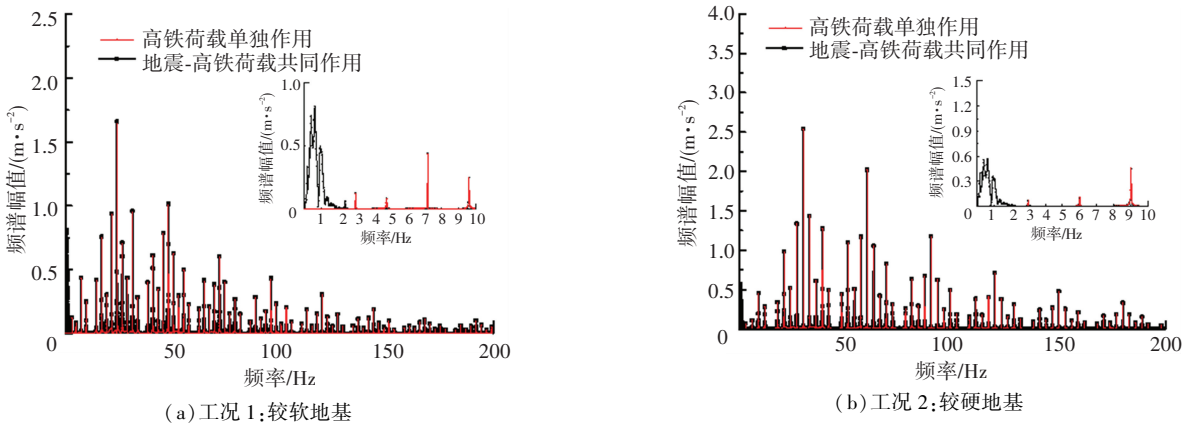 2.5
2.0
1.5
1.0
0.5
0
50
100
150
200
频谱幅值/(m·s⁻²)
频率/Hz
高铁荷载单独作用
地震-高铁荷载共同作用
1.0
0.5
0
1 2 3 4 5 6 7 8 9 10
频谱幅值/(m·s⁻²)
频率/Hz
(a)工况 1:较软地基
4.0
3.5
3.0
2.5
2.0
1.5
1.0
0.5
0
50
100
150
200
频谱幅值/(m·s⁻²)
频率/Hz
高铁荷载单独作用
地震-高铁荷载共同作用
1.5
1.2
0.9
0.6
0.3
0 1 2 3 4 5 6 7 8 9 10
频谱幅值/(m·s⁻²)
频率/Hz
(b)工况 2:较硬地基